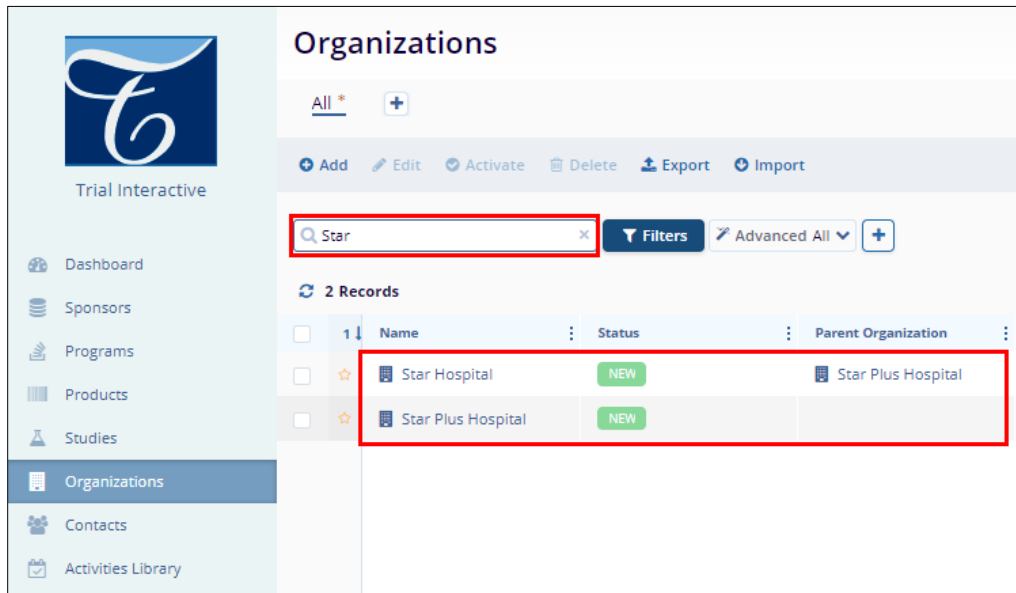 Trial Interactive
Dashboard
Sponsors
Programs
Products
Studies
Organizations
Contacts
Activities Library
Organizations
All *
Add Edit Activate Delete Export Import
Star × Filters Advanced All
2 Records
1 Name Status Parent Organization
Star Hospital NEW Star Plus Hospital
Star Plus Hospital NEW